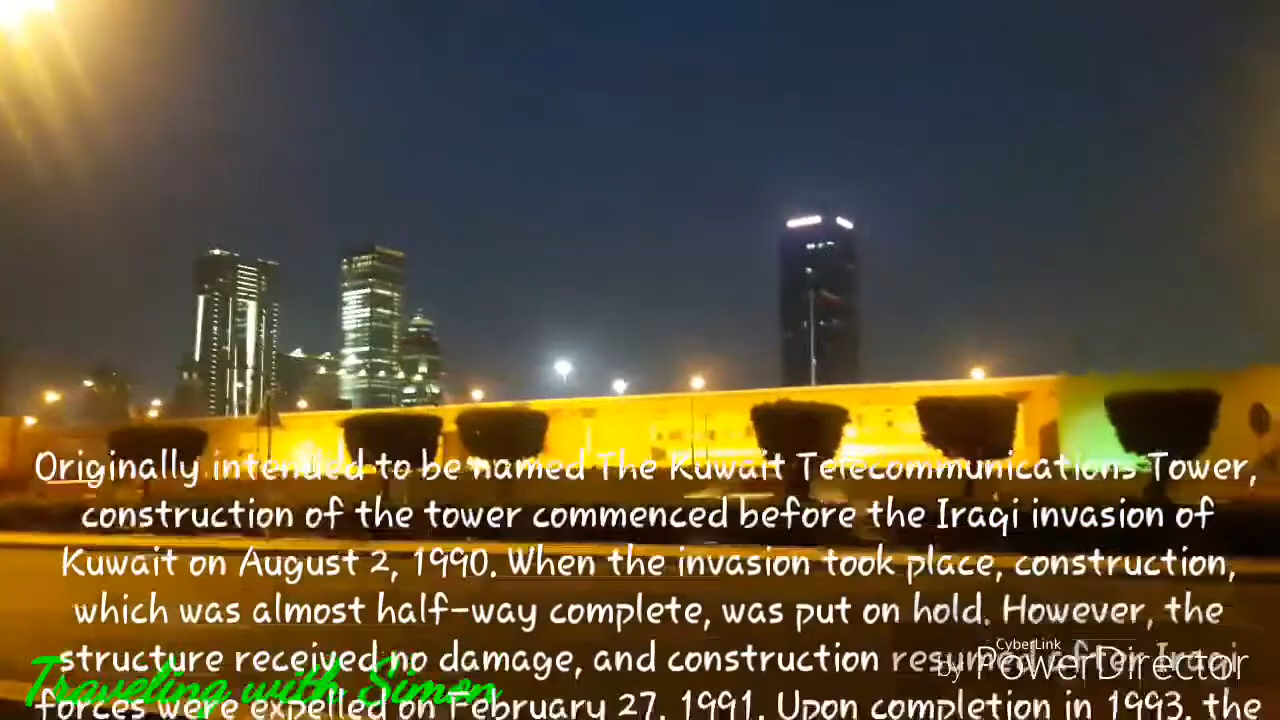 Originally intended to be named The Kuwait Telecommunications Tower,
construction of the tower commenced before the Iraqi invasion of
Kuwait on August 2, 1990. When the invasion took place, construction,
which was almost half-way complete, was put on hold. However, the
structure received no damage, and construction resumed after Iraqi
forces were expelled on February 27, 1991. Upon completion in 1993, the
Traveling with Simon
by CyberLink PowerDirector